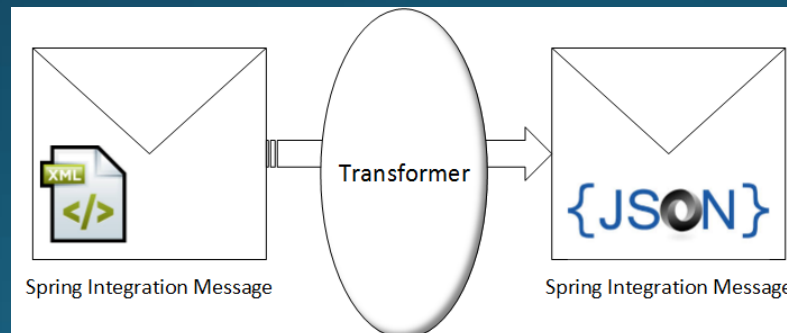 XML
</>
Transformer
{JSON}
Spring Integration Message
Spring Integration Message